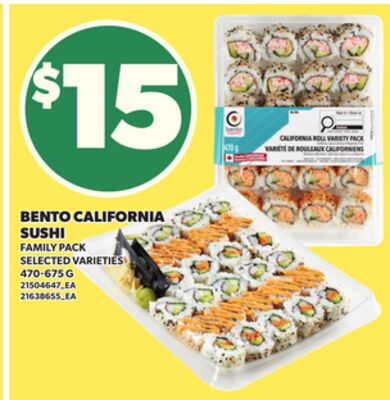 $15
BENTO CALIFORNIA
SUSHI
FAMILY PACK
SELECTED VARIETIES
470-675 G
21504647_EA
21638655_EA
bento
CALIFORNIA ROLL VARIETY PACK
VARIÉTÉ DE ROULEAUX CALIFORNIENS
470 g